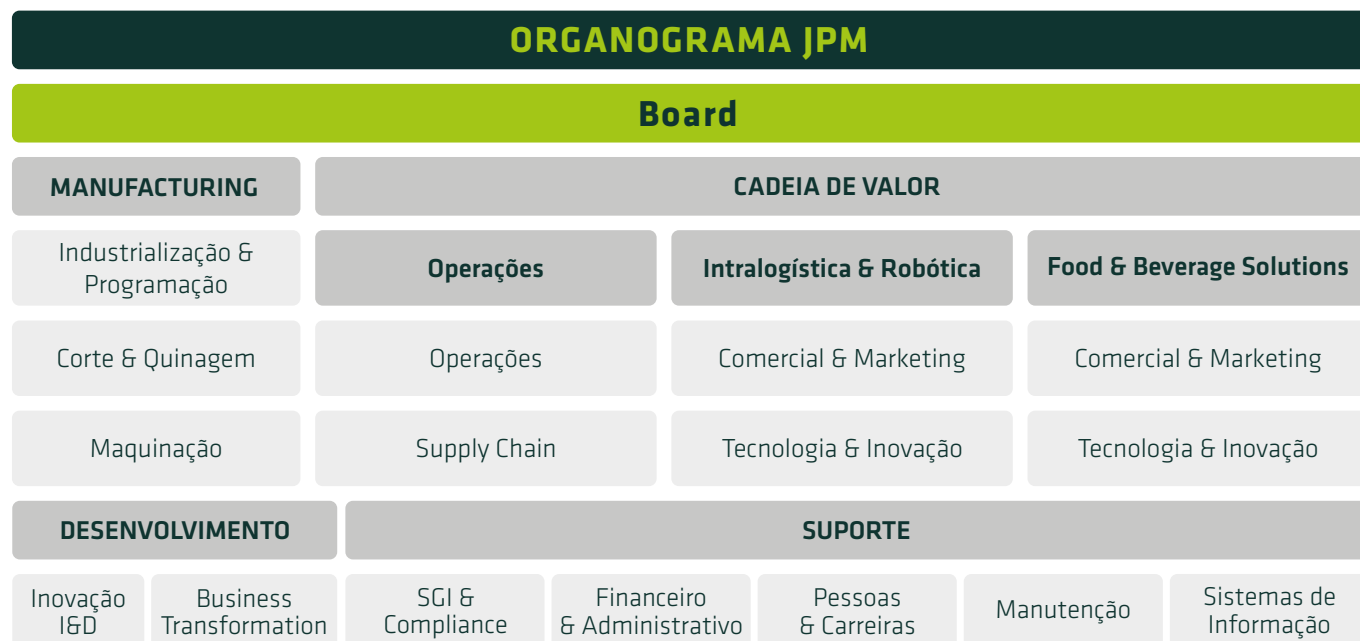 ORGANOGRAMA JPM
Board
MANUFACTURING
CADEIA DE VALOR
Industrialização &
Programação
Operações
Intralogística & Robótica
Food & Beverage Solutions
Corte & Quinagem
Operações
Comercial & Marketing
Comercial & Marketing
Maquinação
Supply Chain
Tecnologia & Inovação
Tecnologia & Inovação
DESENVOLVIMENTO
SUPORTE
Inovação
I&D
Business
Transformation
SGI &
Compliance
Financeiro
& Administrativo
Pessoas
& Carreiras
Manutenção
Sistemas de
Informação